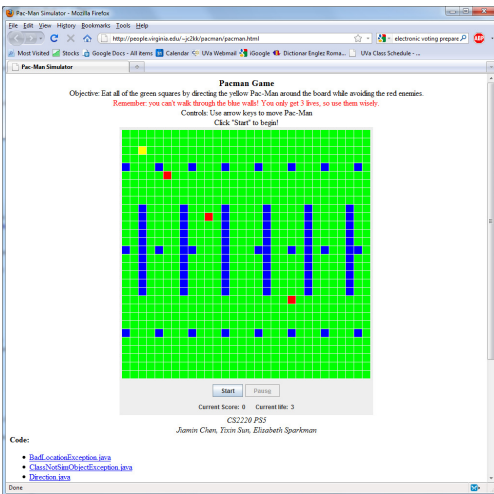 Pac-Man Simulator - Mozilla Firefox
File Edit View History Bookmarks Tools Help
http://people.virginia.edu/~jc2kk/pacman/pacman.html
electronic voting prepare
ABP
Most Visited Stocks Google Docs - All items Calendar UVa Webmail iGoogle Dictionar Englez Roma... UVa Class Schedule - ...
Pac-Man Simulator
Pacman Game
Objective: Eat all of the green squares by directing the yellow Pac-Man around the board while avoiding the red enemies.
Remember: you can't walk through the blue walls! You only get 3 lives, so use them wisely.
Controls: Use arrow keys to move Pac-Man
Click "Start" to begin!
Start Pause
Current Score: 0 Current life: 3
CS2220 PS5
Jiamin Chen, Yixin Sun, Elisabeth Sparkman
Code:
BadLocationException.java
ClassNotSimObjectException.java
Direction.java
Done